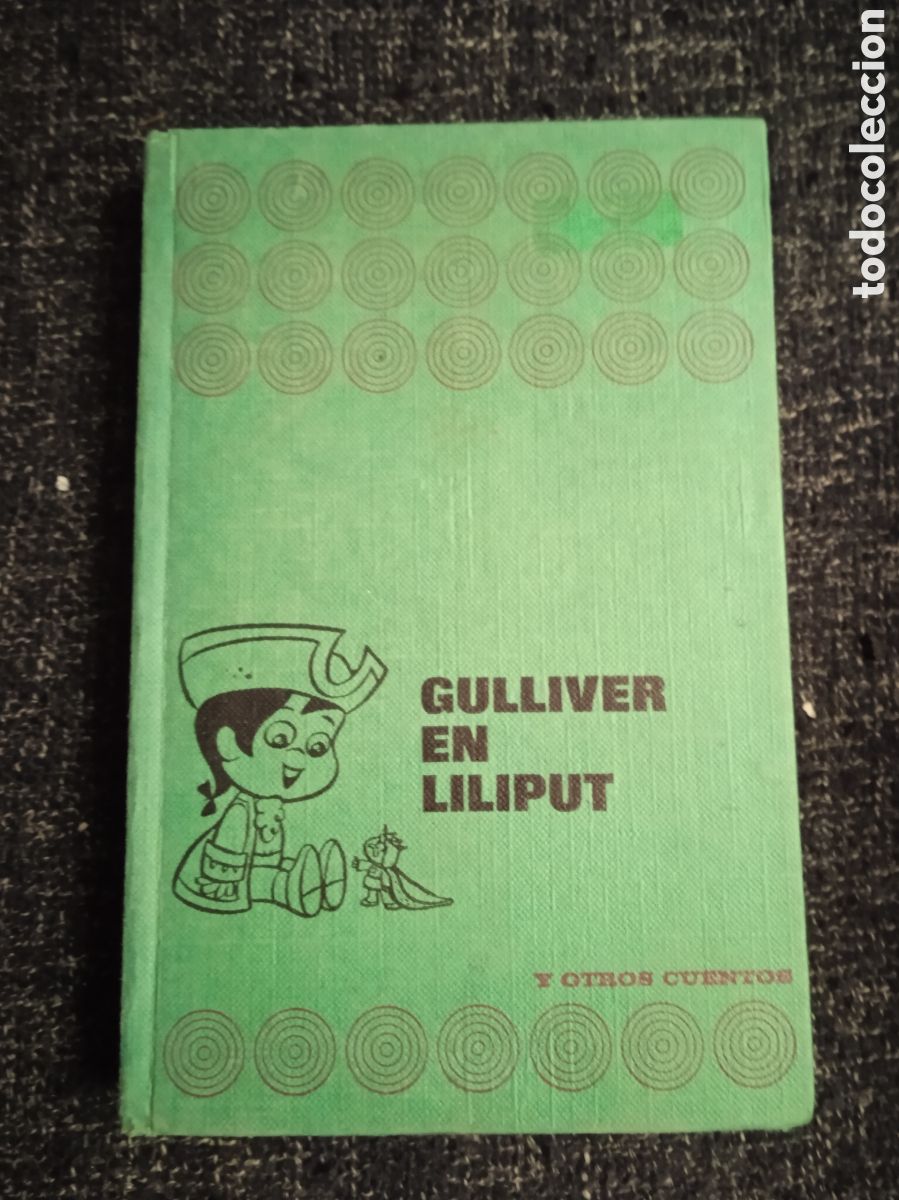 todocoleccion
GULLIVER
EN
LILIPUT
Y OTROS CUENTOS